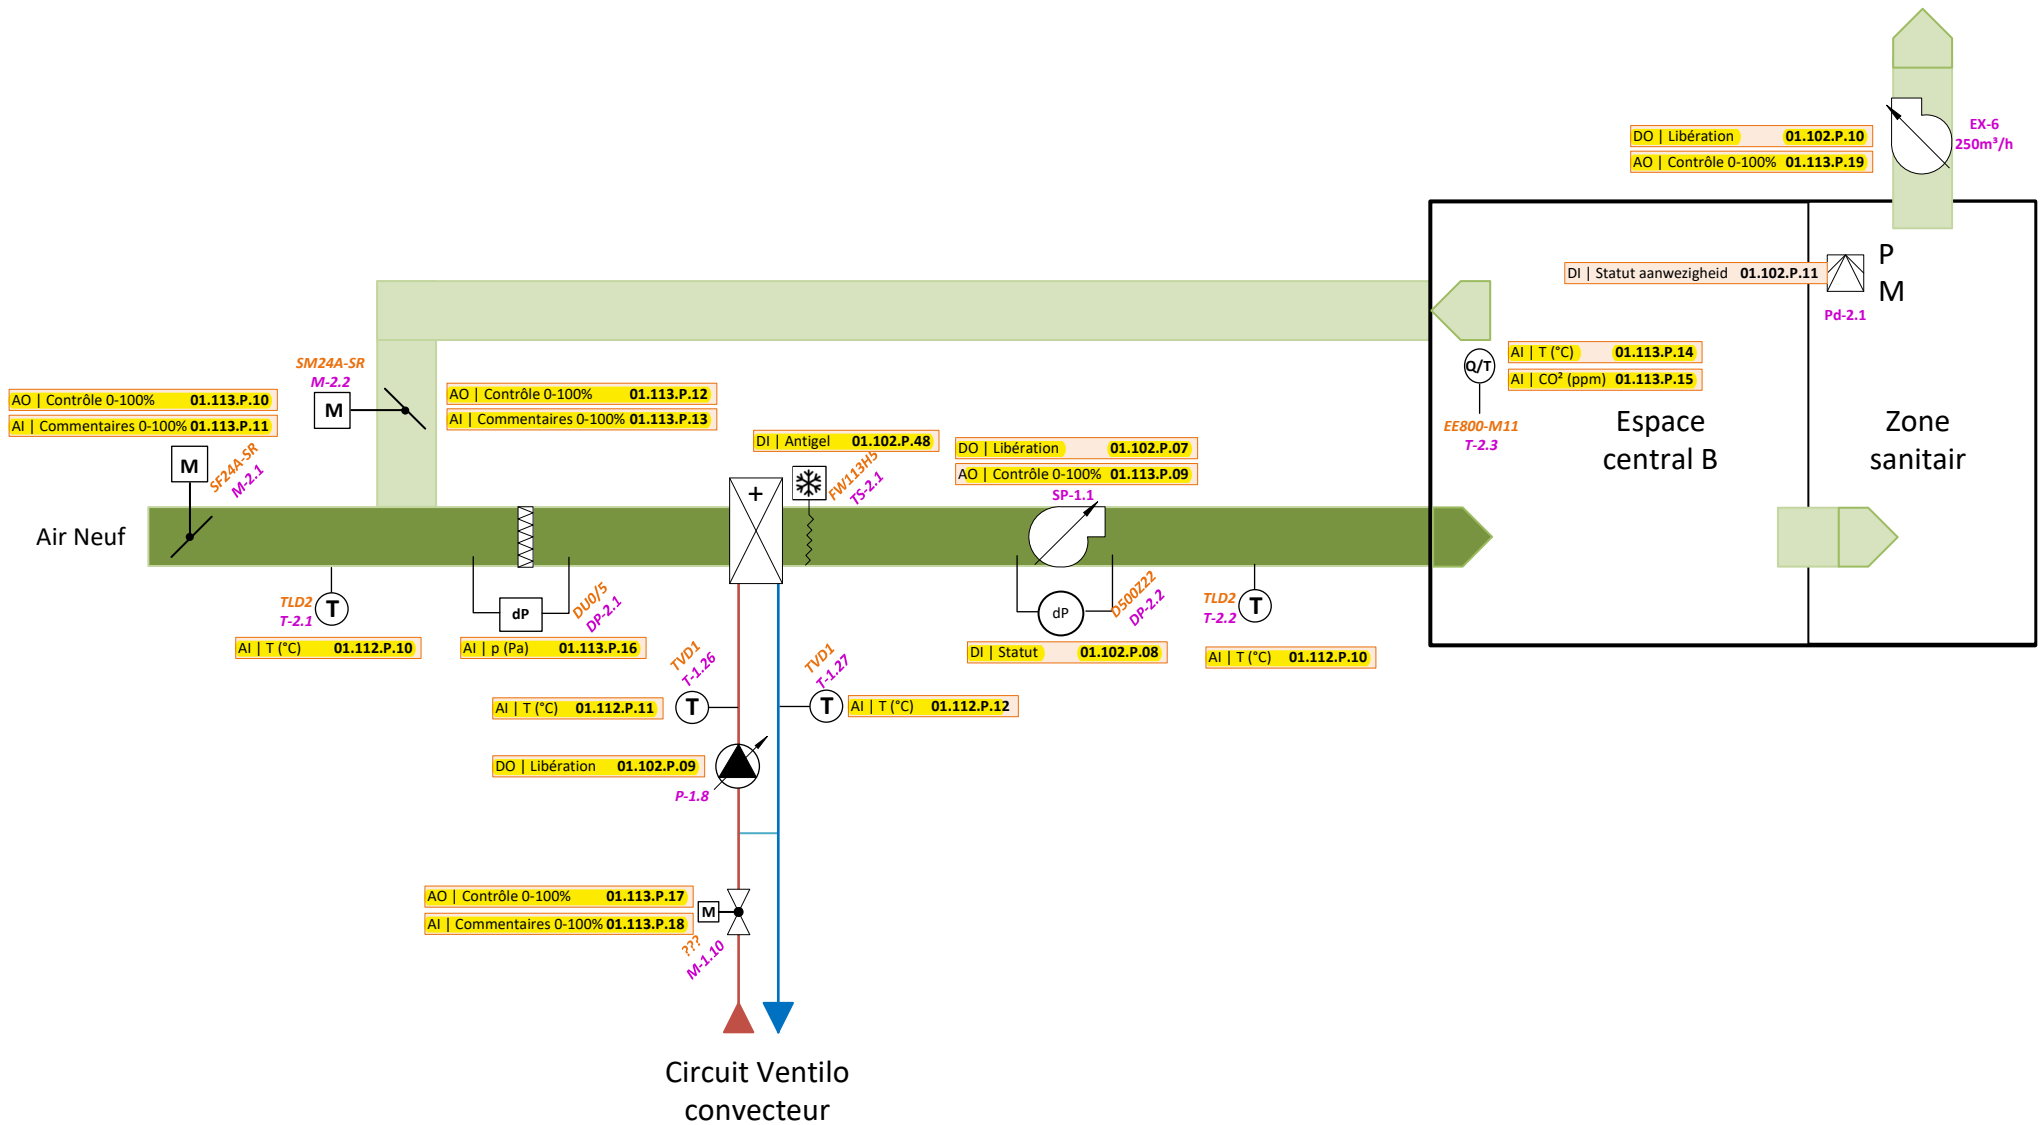 EX-6
250m³/h
DO | Libération 01.102.P.10
AO | Contrôle 0-100% 01.113.P.19
P
M
DI | Statut aanwezigheid 01.102.P.11
Pd-2.1
SM24A-SR
M-2.2
M
AO | Contrôle 0-100% 01.113.P.10
AI | Commentaires 0-100% 01.113.P.11
AO | Contrôle 0-100% 01.113.P.12
AI | Commentaires 0-100% 01.113.P.13
Q/T
AI | T (°C) 01.113.P.14
AI | CO² (ppm) 01.113.P.15
EE800-M11
T-2.3
Espace
central B
Zone
sanitair
M
SF24A-SR
M-2.1
DI | Antigel 01.102.P.48
FW113H5
TS-2.1
DO | Libération 01.102.P.07
AO | Contrôle 0-100% 01.113.P.09
SP-1.1
+
Air Neuf
TLD2
T-2.1
T
AI | T (°C) 01.112.P.10
dP
DU0/5
DP-2.1
AI | p (Pa) 01.113.P.16
dP
D500Z22
DP-2.2
DI | Statut 01.102.P.08
TLD2
T-2.2
T
AI | T (°C) 01.112.P.10
TVD1
T-1.26
TVD1
T-1.27
AI | T (°C) 01.112.P.11
T
T
AI | T (°C) 01.112.P.12
DO | Libération 01.102.P.09
P-1.8
AO | Contrôle 0-100% 01.113.P.17
AI | Commentaires 0-100% 01.113.P.18
M
???
M-1.10
Circuit Ventilo
convecteur